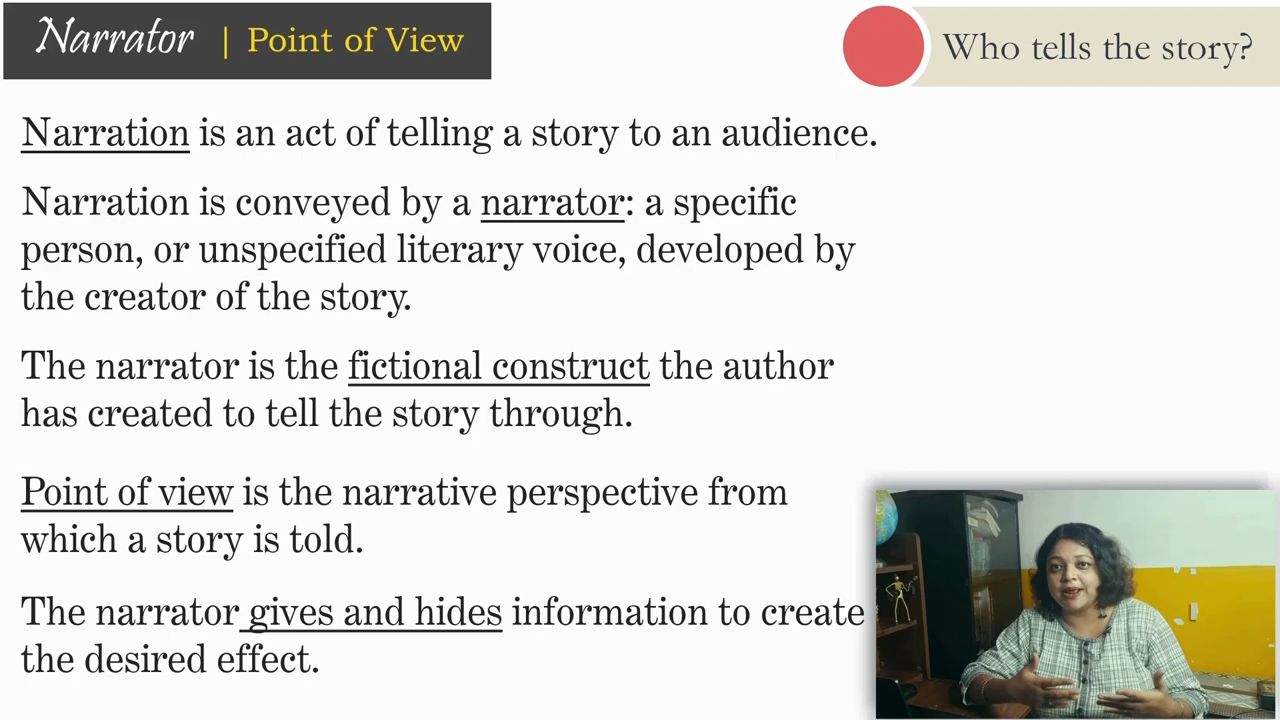 Narrator | Point of View
Who tells the story?
Narration is an act of telling a story to an audience.
Narration is conveyed by a narrator: a specific
person, or unspecified literary voice, developed by
the creator of the story.
The narrator is the fictional construct the author
has created to tell the story through.
Point of view is the narrative perspective from
which a story is told.
The narrator gives and hides information to create
the desired effect.